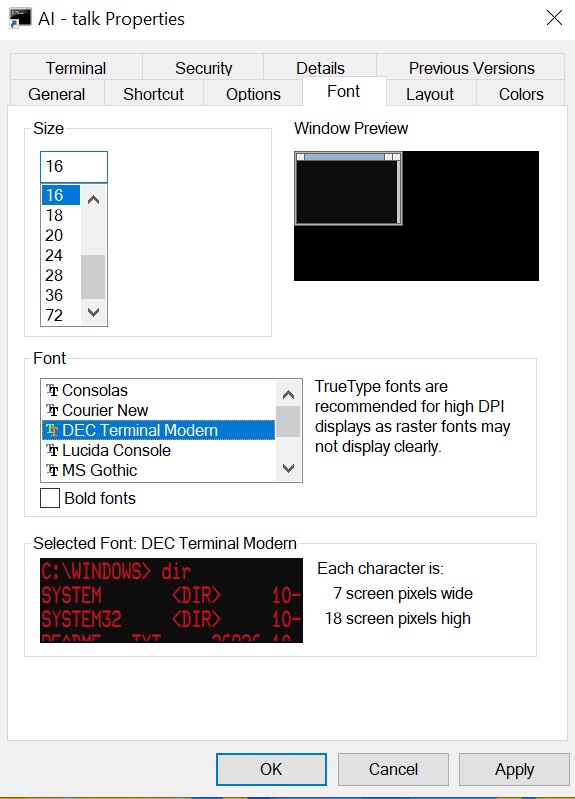 AI - talk Properties
Terminal Security Details Previous Versions
General Shortcut Options Font Layout Colors
Size
16
16
18
20
24
28
36
72
Window Preview
Font
Consolas
Courier New
DEC Terminal Modern
Lucida Console
MS Gothic
TrueType fonts are
recommended for high DPI
displays as raster fonts may
not display clearly.
Bold fonts
Selected Font: DEC Terminal Modern
C:\WINDOWS> dir
SYSTEM <DIR> 10-
SYSTEM32 <DIR> 10-
Each character is:
7 screen pixels wide
18 screen pixels high
OK Cancel Apply